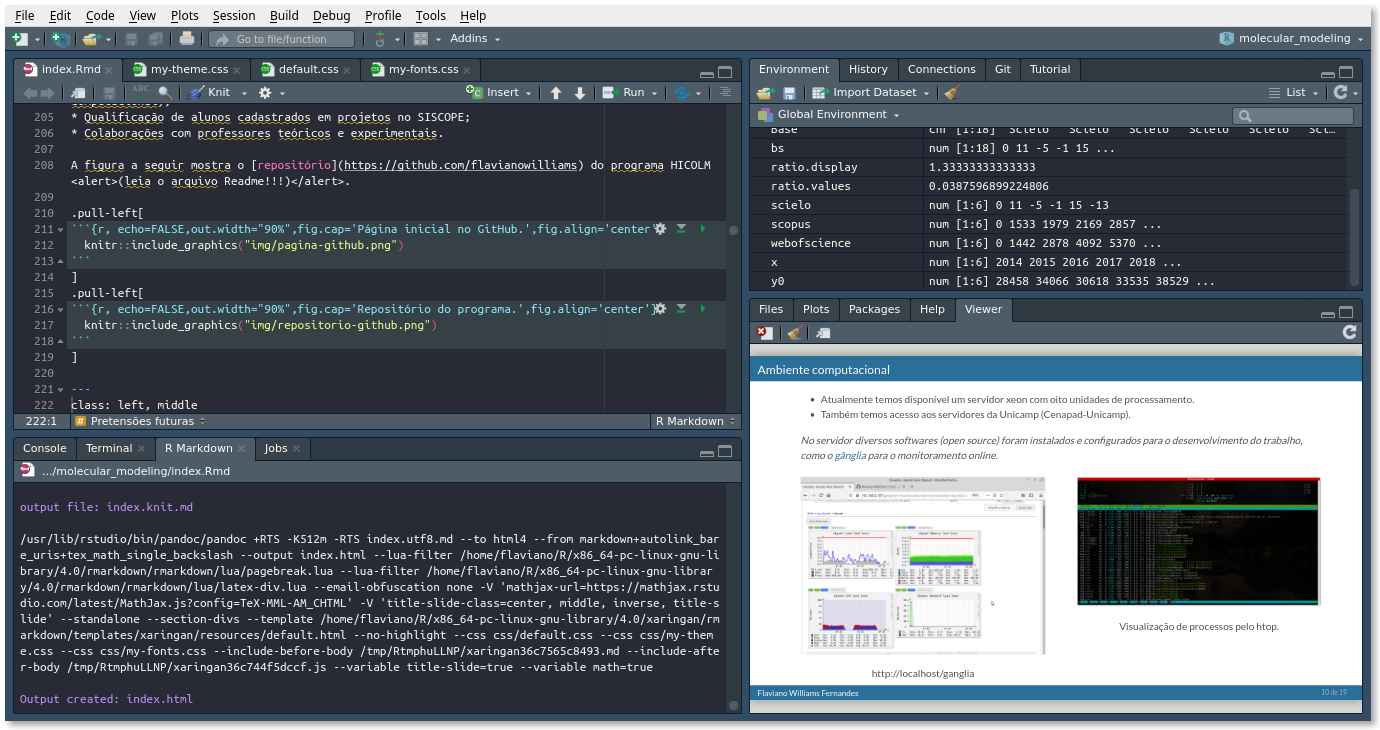 File Edit Code View Plots Session Build Debug Profile Tools Help
Go to file/function Addins molecular_modeling
index.Rmd my-theme.css default.css my-fonts.css
ABC Knit Insert Run
205 * Qualificação de alunos cadastrados em projetos no SISCOPE;
206 * Colaborações com professores teóricos e experimentais.
207
208 A figura a seguir mostra o [repositório](https://github.com/flavianowilliams) do programa HICOLM
<alert>(leia o arquivo Readme!!!)</alert>.
209
210 .pull-left[
211 ```{r, echo=FALSE,out.width="90%",fig.cap='Página inicial no GitHub.',fig.align='center'
212 knitr::include_graphics("img/pagina-github.png")
213 ```
214 ]
215 .pull-left[
216 ```{r, echo=FALSE,out.width="90%",fig.cap='Repositório do programa.',fig.align='center'}
217 knitr::include_graphics("img/repositorio-github.png")
218 ```
219 ]
220
221 ---
222 class: left, middle
222:1 # Pretensões futuras R Markdown
Console Terminal R Markdown Jobs
.../molecular_modeling/index.Rmd
output file: index.knit.md
/usr/lib/rstudio/bin/pandoc/pandoc +RTS -K512m -RTS index.utf8.md --to html4 --from markdown+autolink_ba
re_uris+tex_math_single_backslash --output index.html --lua-filter /home/flaviano/R/x86_64-pc-linux-gnu-li
brary/4.0/rmarkdown/rmarkdown/lua/pagebreak.lua --lua-filter /home/flaviano/R/x86_64-pc-linux-gnu-librar
y/4.0/rmarkdown/rmarkdown/lua/latex-div.lua --email-obfuscation none -V 'mathjax-url=https://mathjax.rstu
dio.com/latest/MathJax.js?config=TeX-MML-AM_CHTML' -V 'title-slide-class=center, middle, inverse, title-s
lide' --standalone --section-divs --template /home/flaviano/R/x86_64-pc-linux-gnu-library/4.0/xaringan/rm
arkdown/templates/xaringan/resources/default.html --no-highlight --css css/default.css --css css/my-them
e.css --css css/my-fonts.css --include-before-body /tmp/RtmphuLLNP/xaringan36c7565c8493.md --include-afte
r-body /tmp/RtmphuLLNP/xaringan36c744f5dccf.js --variable title-slide=true --variable math=true
Output created: index.html
Environment History Connections Git Tutorial
Import Dataset List
Global Environment
base chr [1:18] "Scielo" "Scielo" "Scielo" "Scielo" "Scielo" "Sci…
bs num [1:18] 0 11 -5 -1 15 ...
ratio.display 1.33333333333333
ratio.values 0.0387596899224806
scielo num [1:6] 0 11 -5 -1 15 -13
scopus num [1:6] 0 1533 1979 2169 2857 ...
webofscience num [1:6] 0 1442 2878 4092 5370 ...
x num [1:6] 2014 2015 2016 2017 2018 ...
y0 num [1:6] 28458 34066 30618 33535 38529 ...
Files Plots Packages Help Viewer
Ambiente computacional
• Atualmente temos disponível um servidor xeon com oito unidades de processamento.
• Também temos acesso aos servidores da Unicamp (Cenapad-Unicamp).
No servidor diversos softwares (open source) foram instalados e configurados para o desenvolvimento do trabalho,
como o gânglia para o monitoramento online.
Visualização de processos pelo htop.
http://localhost/ganglia
Flaviano Williams Fernandes 10 de 19